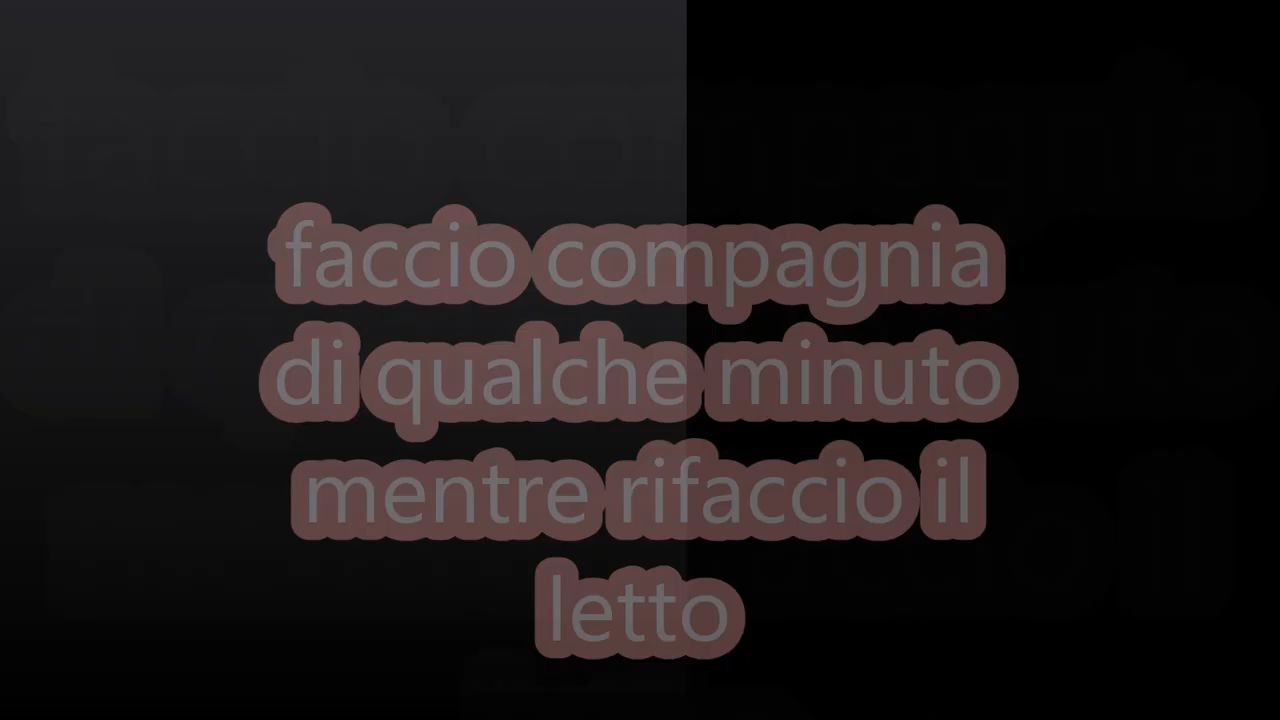 faccio compagnia
di qualche minuto
mentre rifaccio il
letto